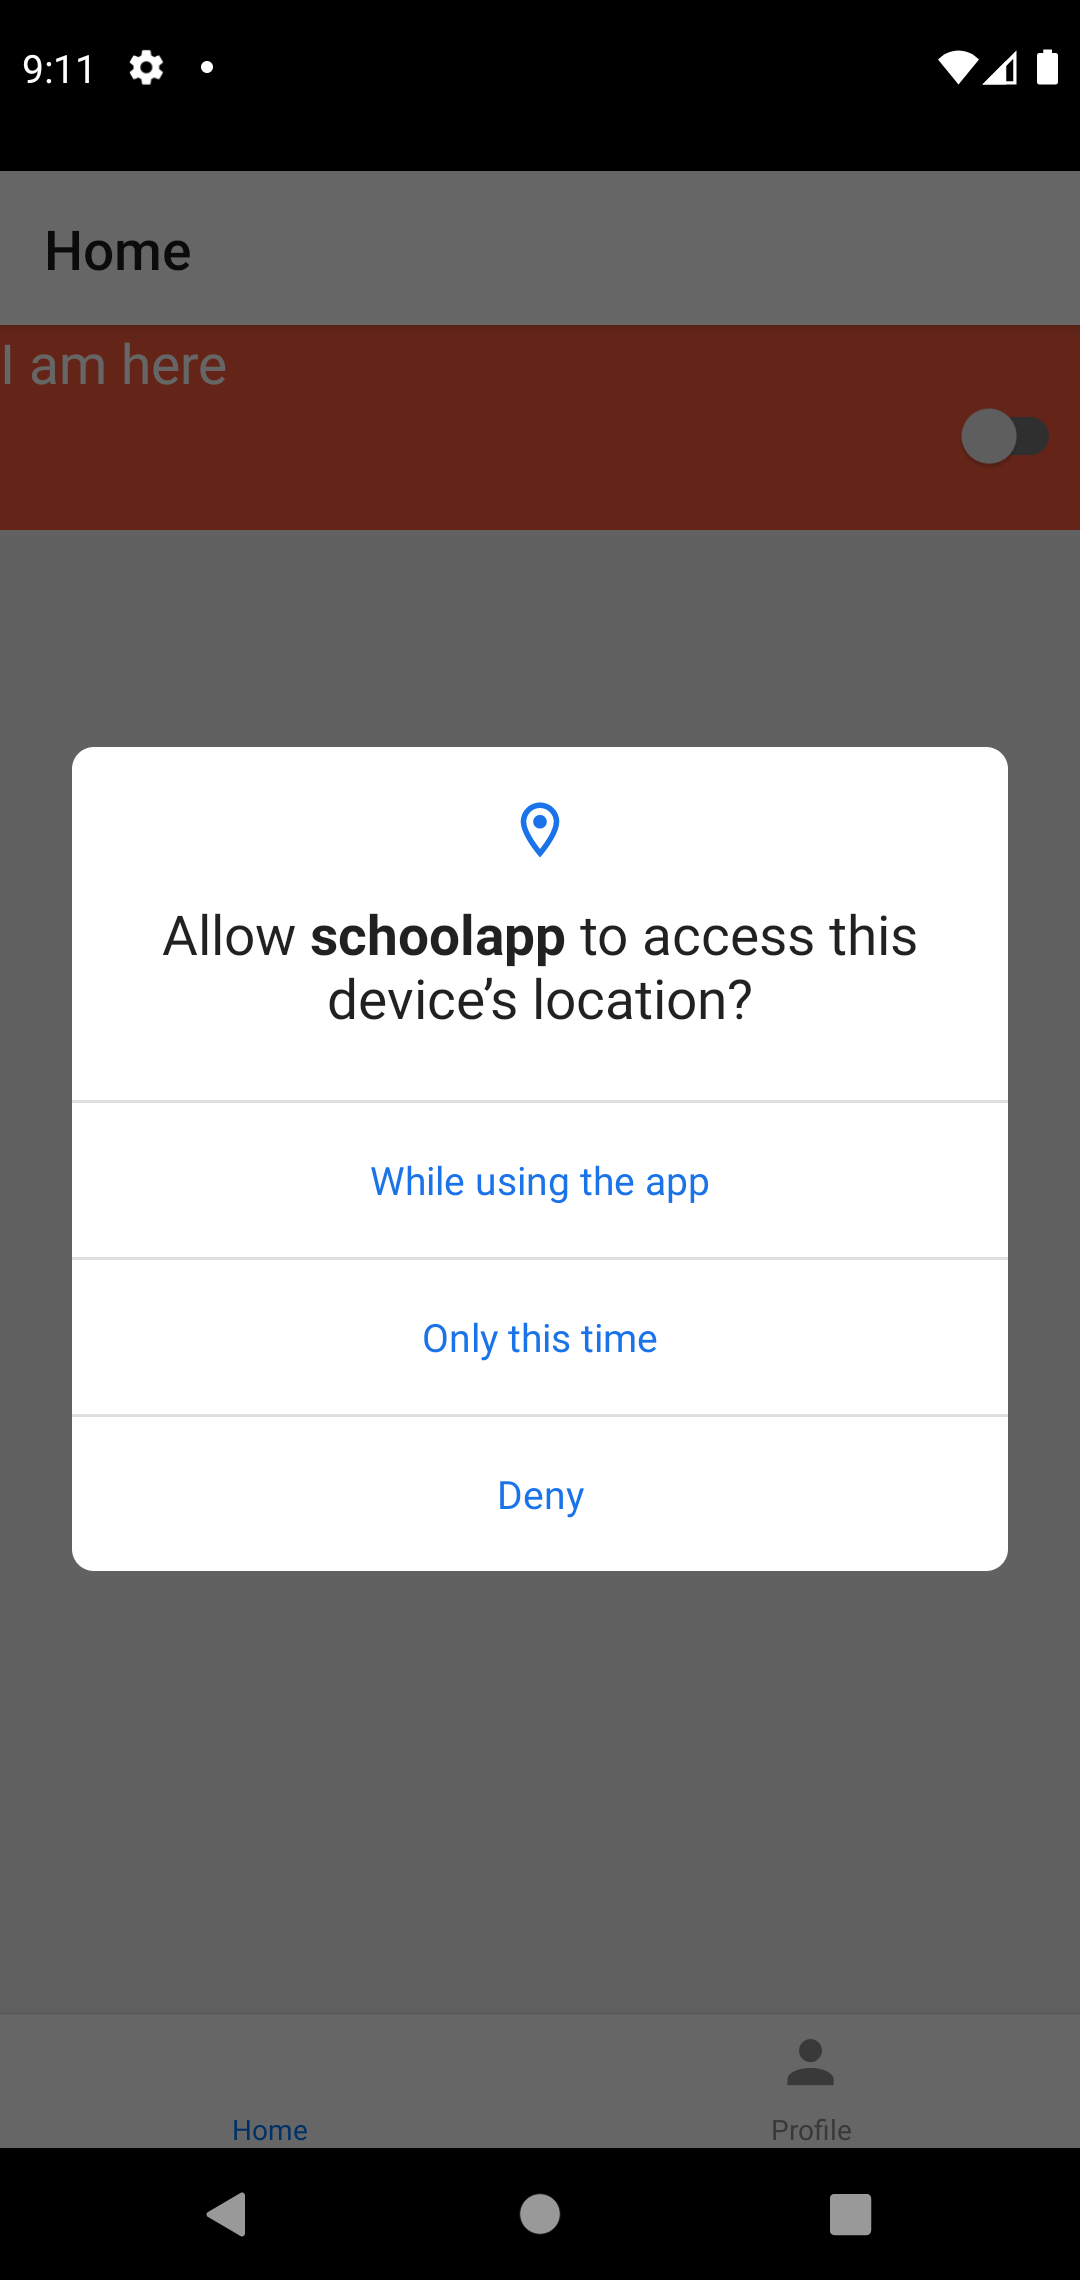 9:11
Home
I am here
Allow schoolapp to access this
device’s location?
While using the app
Only this time
Deny
Home
Profile